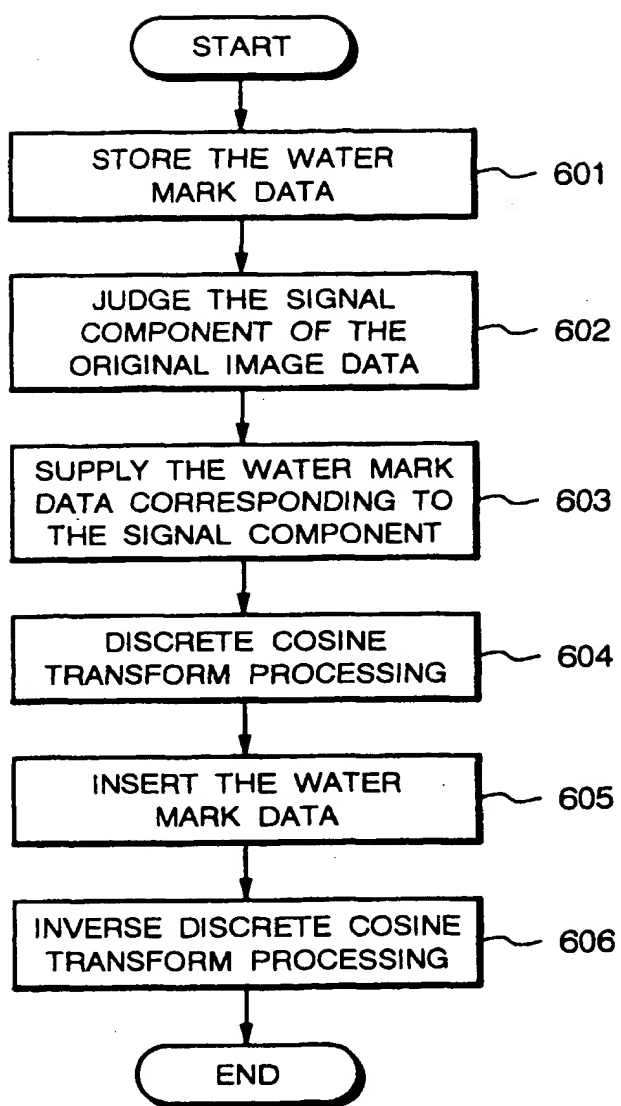 START
STORE THE WATER
MARK DATA
601
JUDGE THE SIGNAL
COMPONENT OF THE
ORIGINAL IMAGE DATA
602
SUPPLY THE WATER MARK
DATA CORRESPONDING TO
THE SIGNAL COMPONENT
603
DISCRETE COSINE
TRANSFORM PROCESSING
604
INSERT THE WATER
MARK DATA
605
INVERSE DISCRETE COSINE
TRANSFORM PROCESSING
606
END